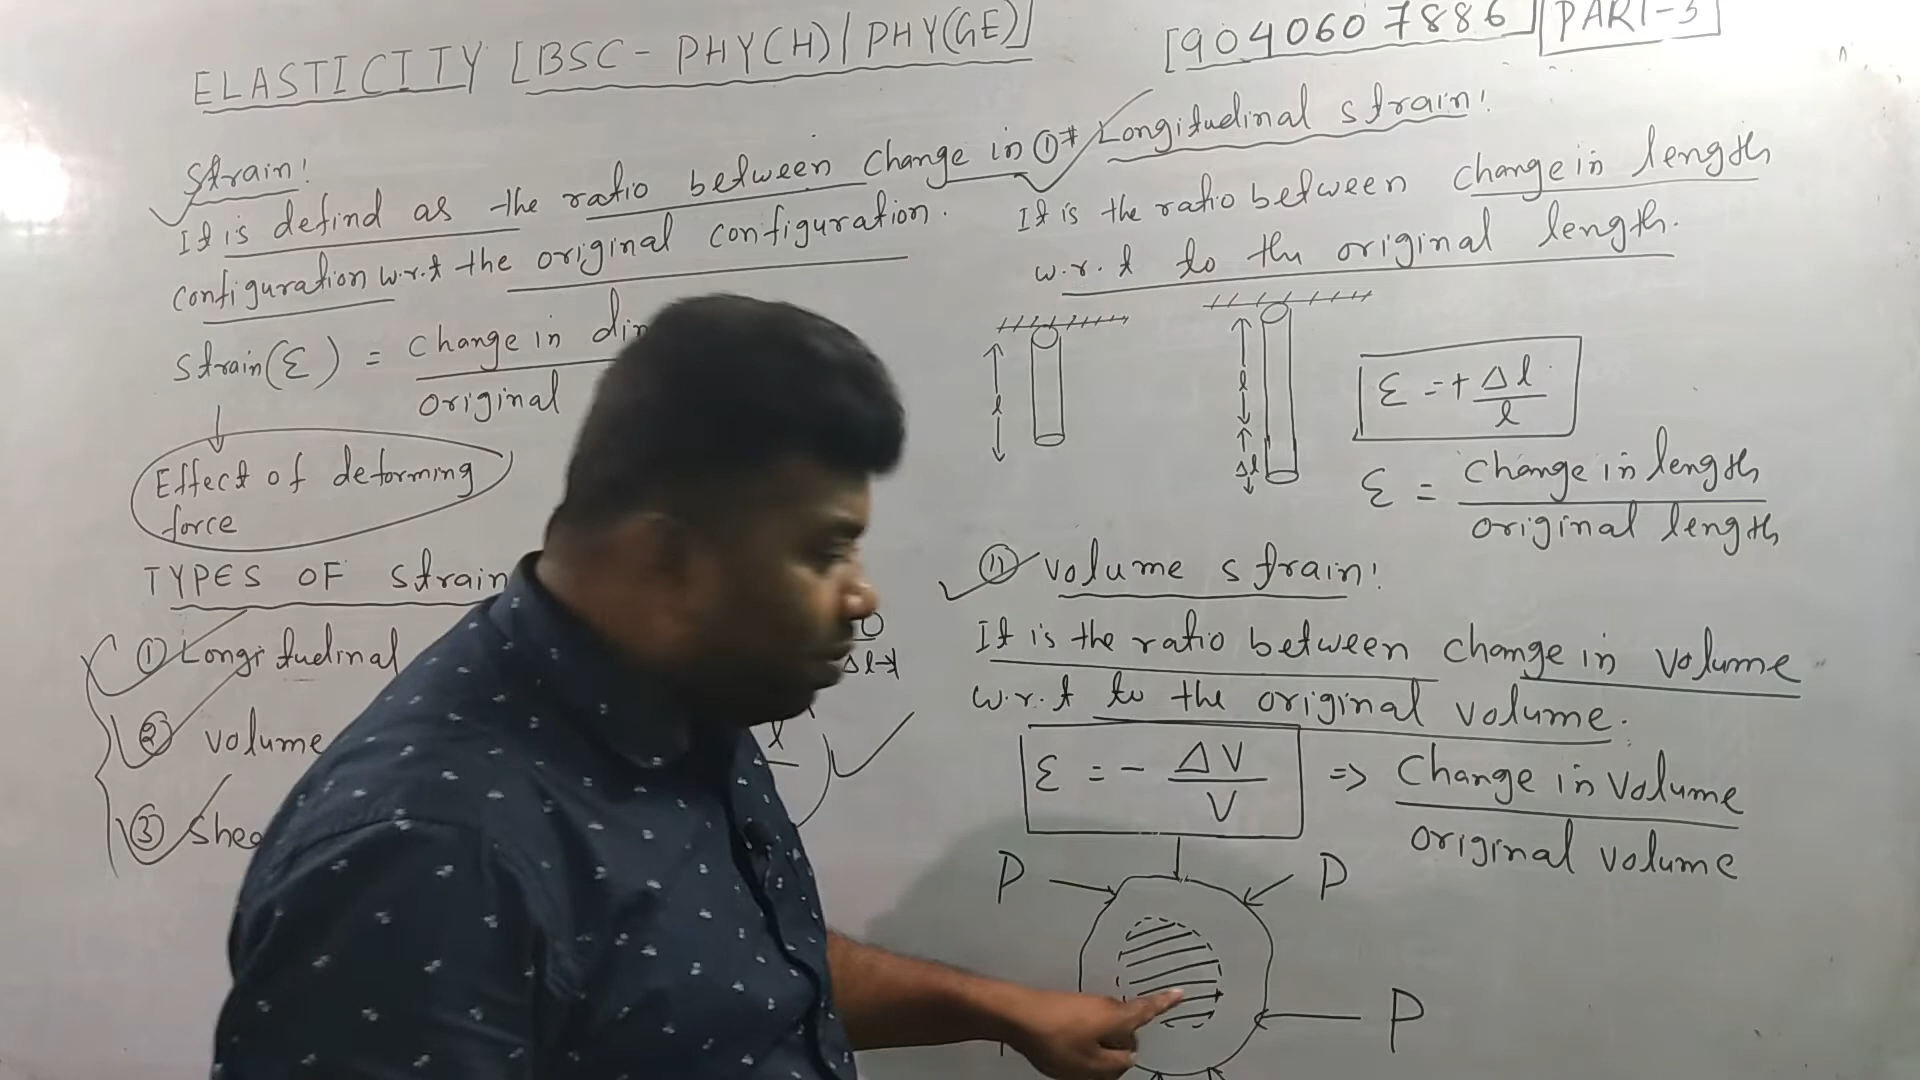 ELASTICITY [BSC - PHY(H) / PHY(GE)]
[9040607886] [PART-3]
Strain!
It is defind as the ratio between change in
configuration w.r.t the original configuration.
Strain(ε) = change in
original
Effect of deforming
force
TYPES OF strain
① Longitudinal
② volume
③ Shea
Δl
l
①* Longitudinal strain!
It is the ratio between change in length
w.r.t to the original length.
l
l
Δl
ε = + Δl / l
ε = change in length / original length
⑪ volume strain!
It is the ratio between change in volume
w.r.t to the original volume.
ε = - ΔV / V => Change in volume / original volume
P P
P